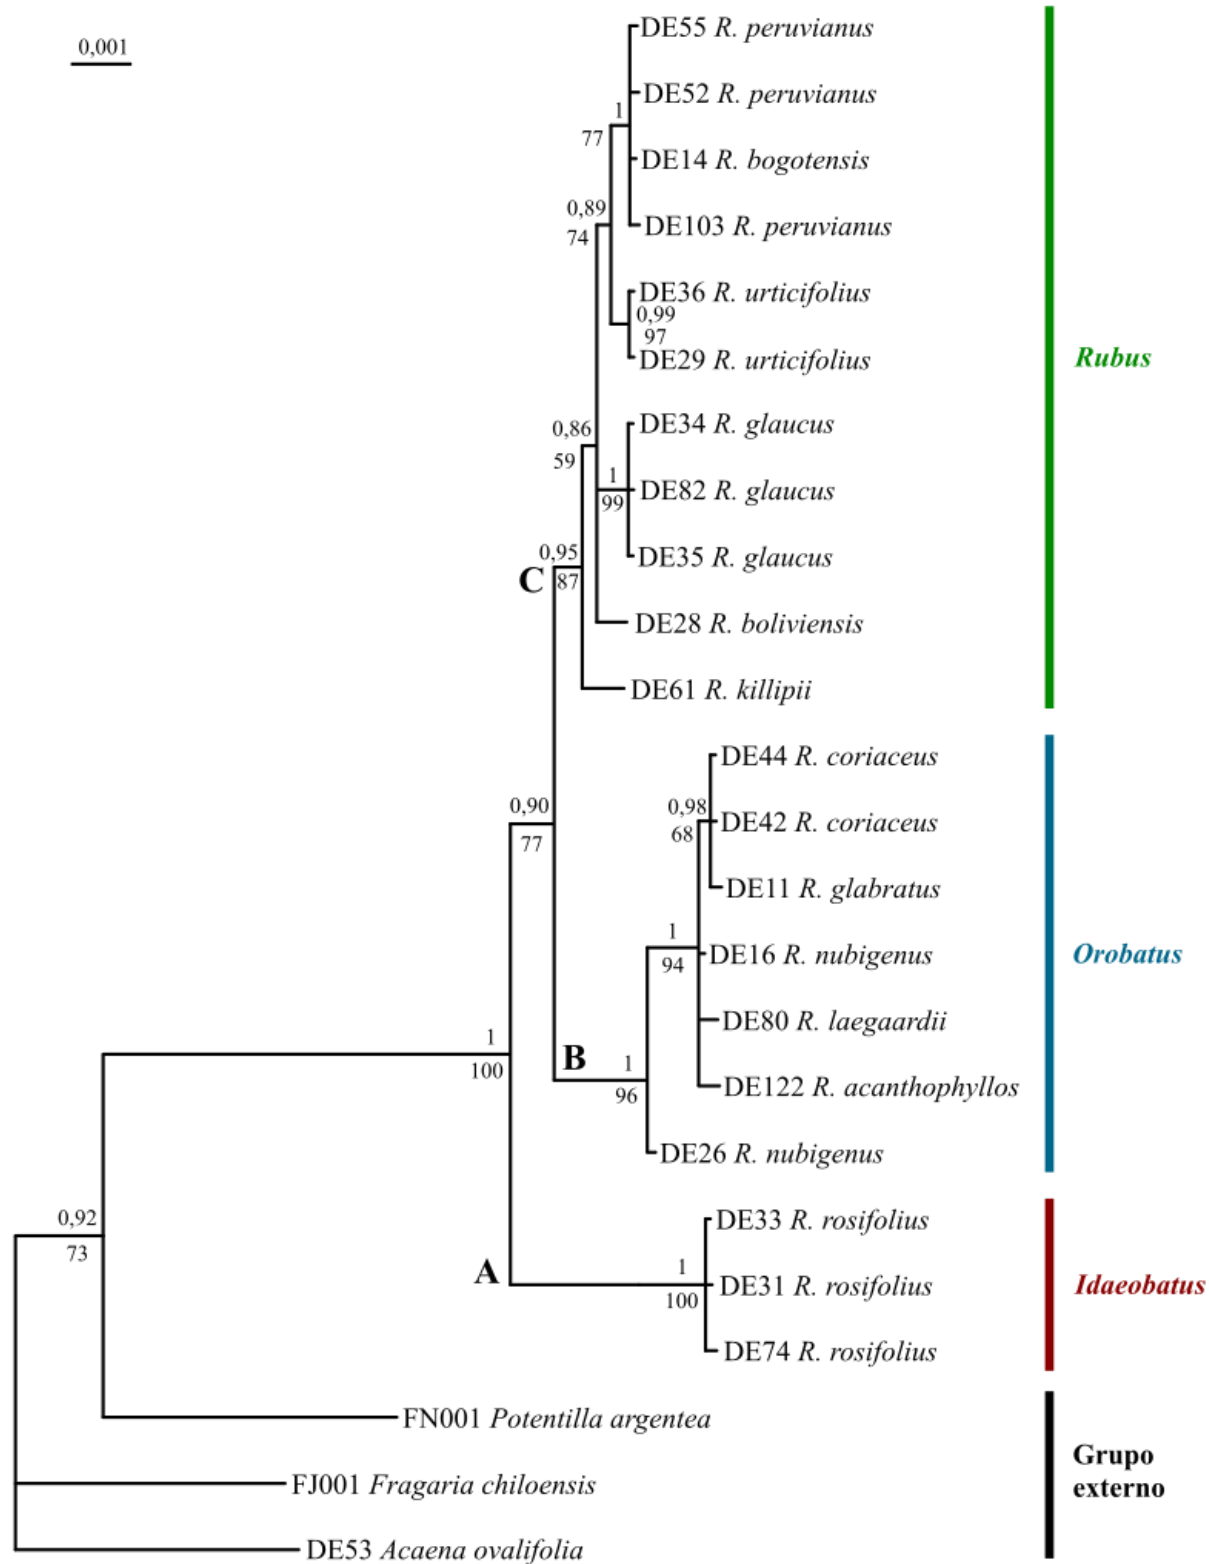 0,001
DE55 R. peruvianus
DE52 R. peruvianus
1
77
DE14 R. bogotensis
0,89
74
DE103 R. peruvianus
DE36 R. urticifolius
0,99
97
DE29 R. urticifolius
Rubus
DE34 R. glaucus
0,86
59
1
99
DE82 R. glaucus
DE35 R. glaucus
0,95
C
87
DE28 R. boliviensis
DE61 R. killipii
DE44 R. coriaceus
0,90
77
0,98
68
DE42 R. coriaceus
DE11 R. glabratus
1
94
DE16 R. nubigenus
Orobatus
DE80 R. laegaardii
1
100
B
1
96
DE122 R. acanthophyllos
DE26 R. nubigenus
0,92
73
DE33 R. rosifolius
A
1
100
DE31 R. rosifolius
Idaeobatus
DE74 R. rosifolius
FN001 Potentilla argentea
Grupo
externo
FJ001 Fragaria chiloensis
DE53 Acaena ovalifolia